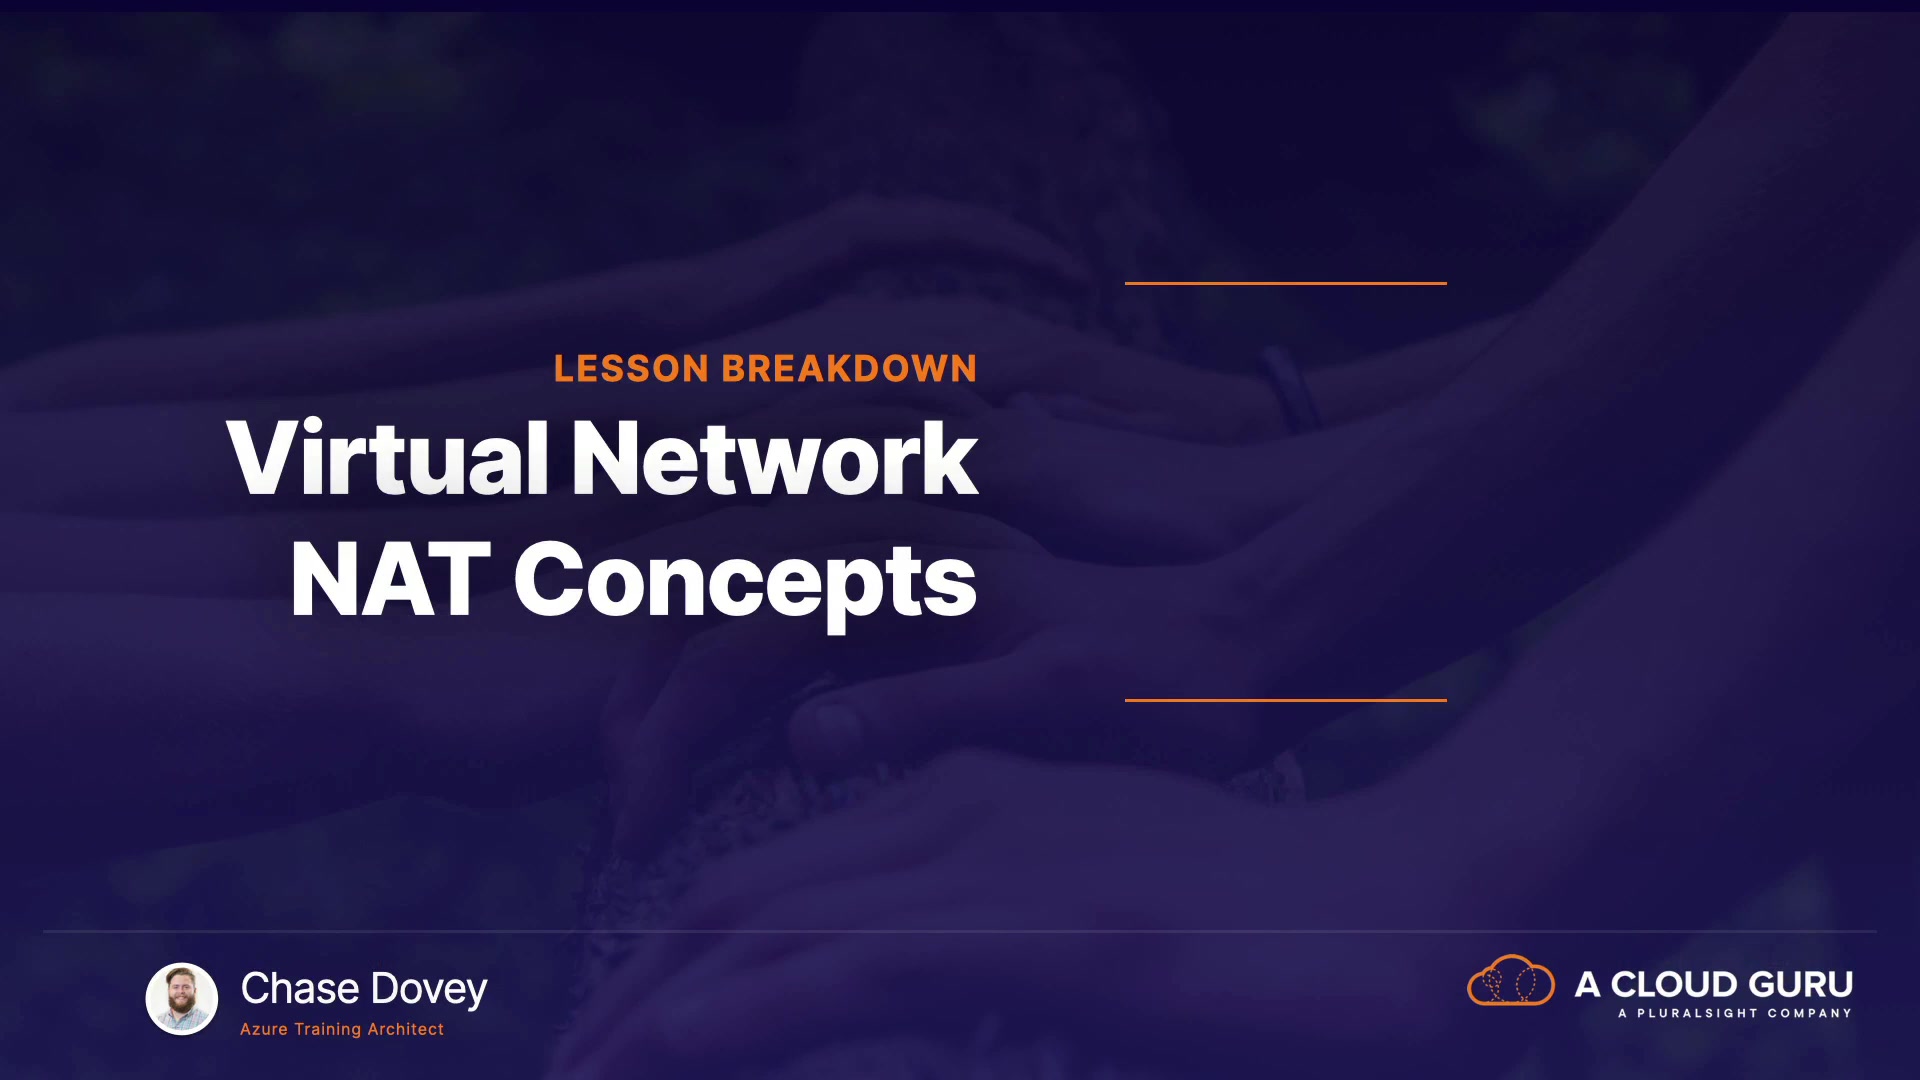 LESSON BREAKDOWN
Virtual Network
NAT Concepts
Chase Dovey
Azure Training Architect
A CLOUD GURU
A PLURALSIGHT COMPANY